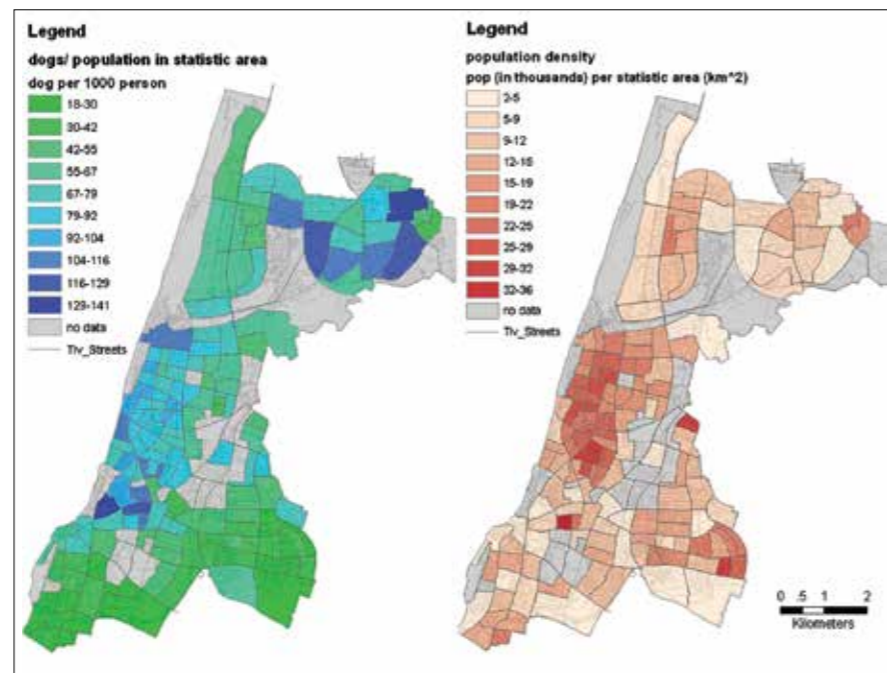 Legend
dogs/ population in statistic area
dog per 1000 person
18-30
30-42
42-55
55-67
67-79
79-92
92-104
104-116
116-129
129-141
no data
Tlv_Streets
Legend
population density
pop (in thousands) per statistic area (km^2)
2-5
5-9
9-12
12-15
15-19
19-22
22-25
25-29
29-32
32-36
no data
Tlv_Streets
0 .5 1 2
Kilometers